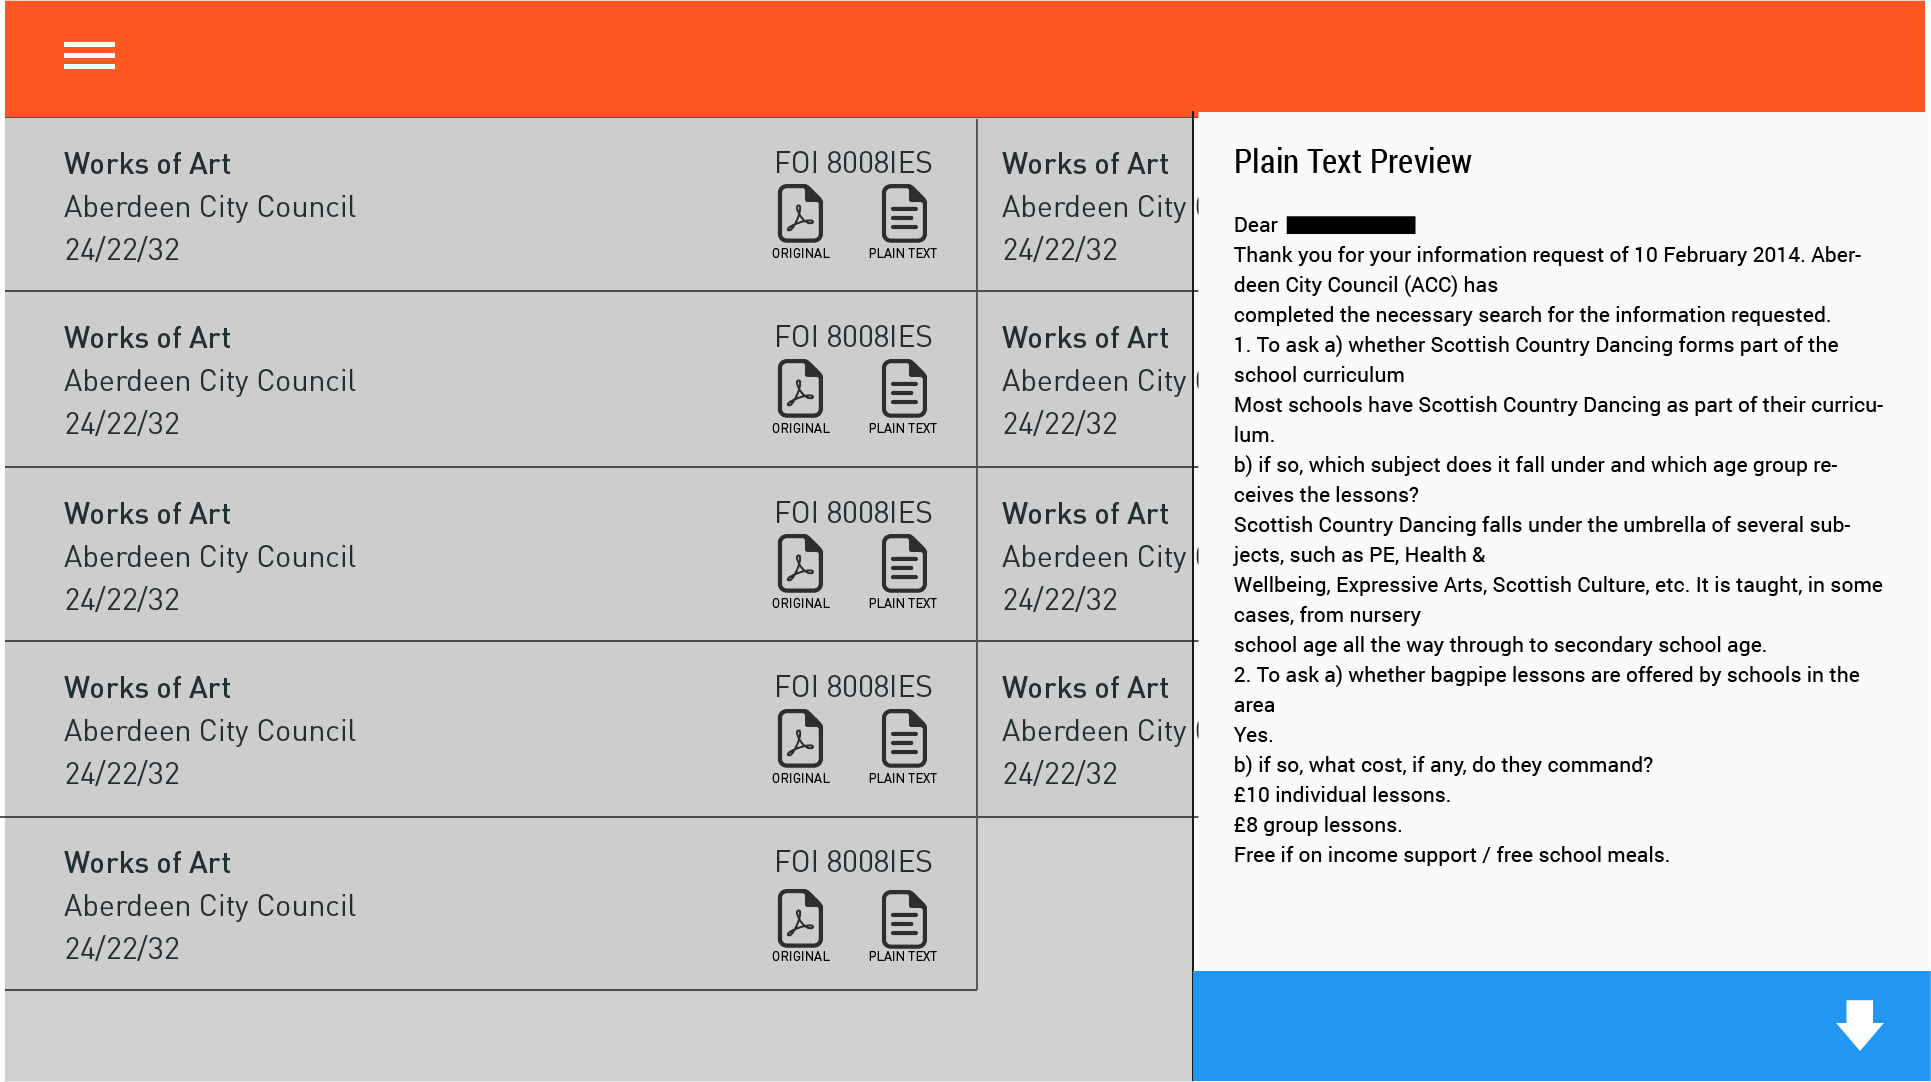 Works of Art
Aberdeen City Council
24/22/32
FOI 8008IES
ORIGINAL
PLAIN TEXT
Works of Art
Aberdeen City Council
24/22/32
FOI 8008IES
ORIGINAL
PLAIN TEXT
Works of Art
Aberdeen City Council
24/22/32
FOI 8008IES
ORIGINAL
PLAIN TEXT
Works of Art
Aberdeen City Council
24/22/32
FOI 8008IES
ORIGINAL
PLAIN TEXT
Works of Art
Aberdeen City Council
24/22/32
FOI 8008IES
ORIGINAL
PLAIN TEXT
Works of Art
Aberdeen City
24/22/32
Works of Art
Aberdeen City
24/22/32
Works of Art
Aberdeen City
24/22/32
Works of Art
Aberdeen City
24/22/32
Plain Text Preview
Dear
Thank you for your information request of 10 February 2014. Aber-
deen City Council (ACC) has
completed the necessary search for the information requested.
1. To ask a) whether Scottish Country Dancing forms part of the
school curriculum
Most schools have Scottish Country Dancing as part of their curricu-
lum.
b) if so, which subject does it fall under and which age group re-
ceives the lessons?
Scottish Country Dancing falls under the umbrella of several sub-
jects, such as PE, Health &
Wellbeing, Expressive Arts, Scottish Culture, etc. It is taught, in some
cases, from nursery
school age all the way through to secondary school age.
2. To ask a) whether bagpipe lessons are offered by schools in the
area
Yes.
b) if so, what cost, if any, do they command?
£10 individual lessons.
£8 group lessons.
Free if on income support / free school meals.